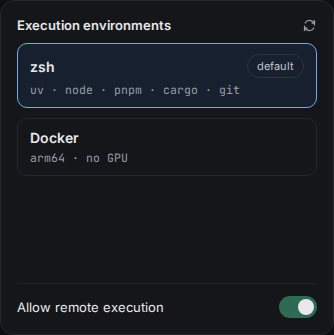 Execution environments
zsh
default
uv · node · pnpm · cargo · git
Docker
arm64 · no GPU
Allow remote execution